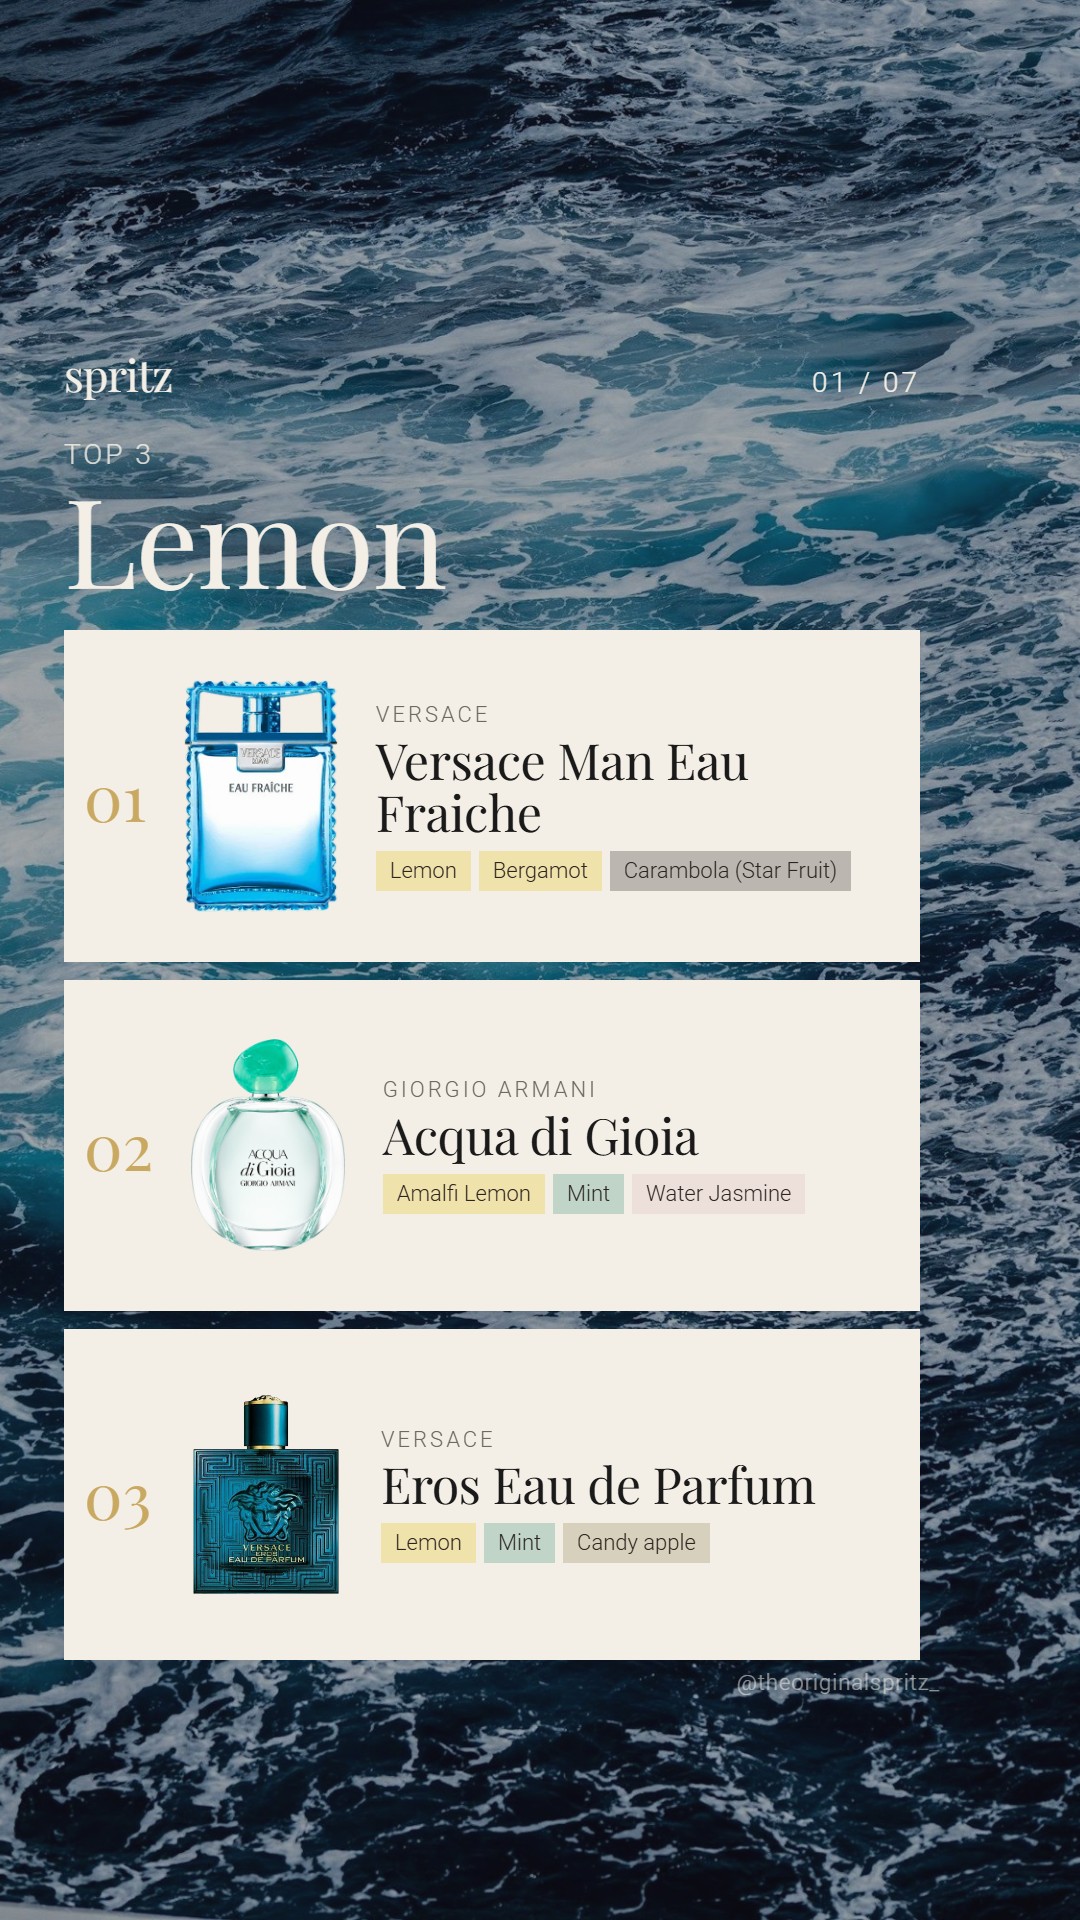 spritz
01 / 07
TOP 3
Lemon
01
VERSACE
MAN
EAU FRAÎCHE
VERSACE
Versace Man Eau
Fraiche
Lemon Bergamot Carambola (Star Fruit)
02
ACQUA
di Gioia
GIORGIO ARMANI
GIORGIO ARMANI
Acqua di Gioia
Amalfi Lemon Mint Water Jasmine
03
VERSACE
EROS
EAU DE PARFUM
VERSACE
Eros Eau de Parfum
Lemon Mint Candy apple
@theoriginalspritz_